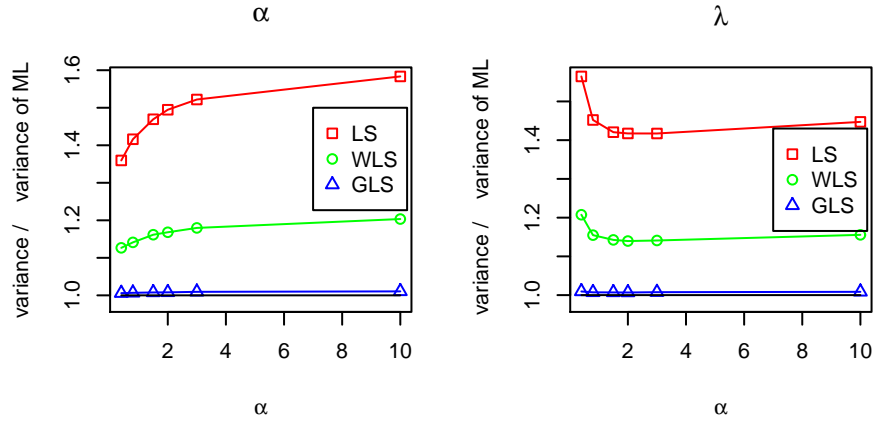 α
variance /   variance of ML
1.0
1.2
1.4
1.6
LS
WLS
GLS
2
4
6
8
10
α
λ
variance /   variance of ML
1.0
1.2
1.4
LS
WLS
GLS
2
4
6
8
10
α